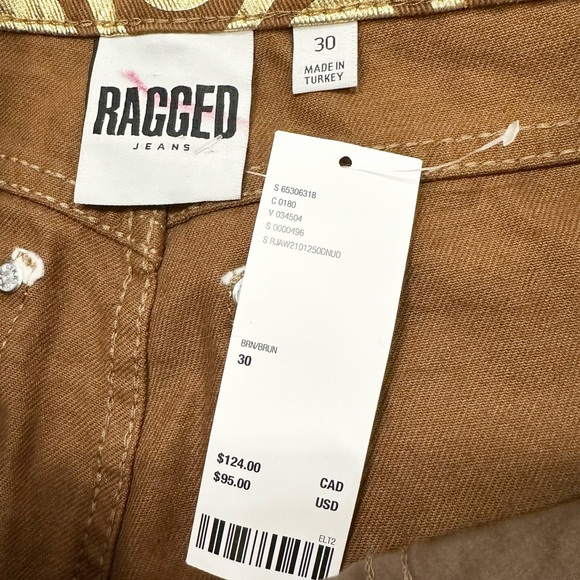 RAGGED
JEANS
30
MADE IN
TURKEY
S 65306318
C 0180
V 034504
S 0000496
S RJAW2101250DNU0
BRN/BRUN
30
$124.00 CAD
$95.00 USD
ELT2